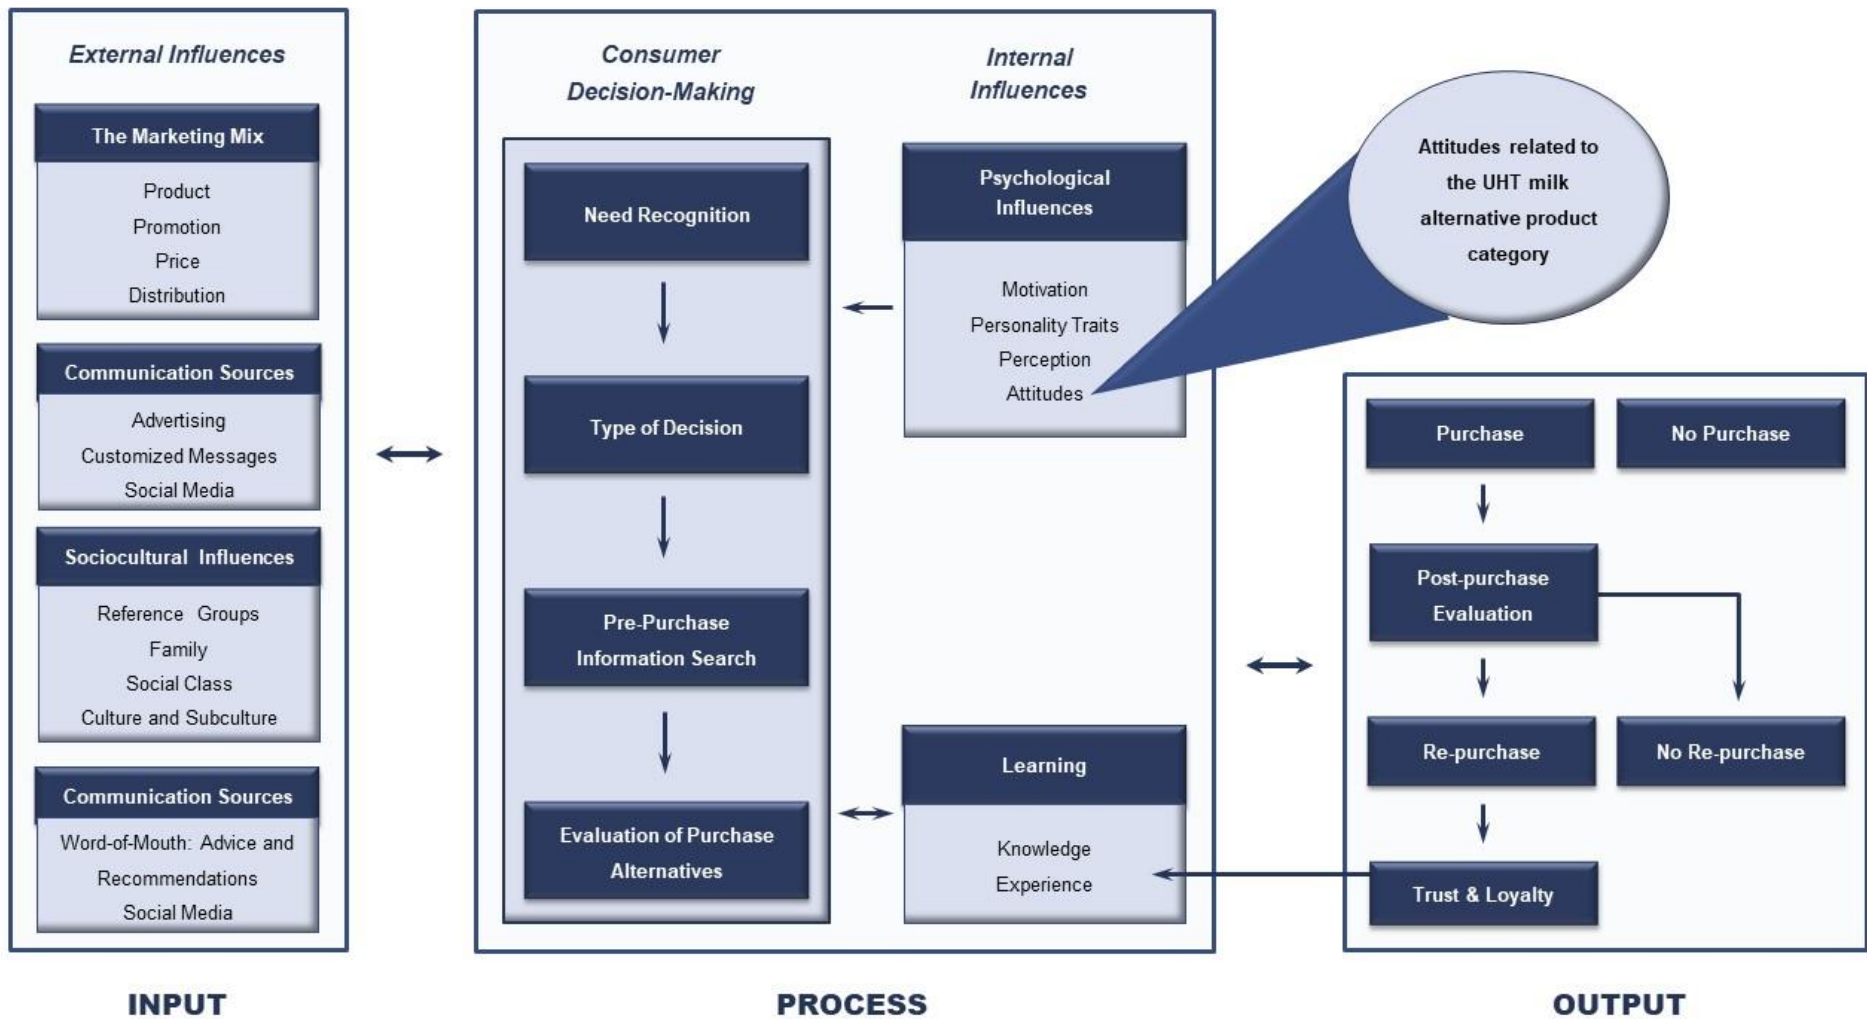 External Influences
The Marketing Mix
Product
Promotion
Price
Distribution
Communication Sources
Advertising
Customized Messages
Social Media
Sociocultural Influences
Reference Groups
Family
Social Class
Culture and Subculture
Communication Sources
Word-of-Mouth: Advice and
Recommendations
Social Media
INPUT
Consumer
Decision-Making
Need Recognition
Type of Decision
Pre-Purchase
Information Search
Evaluation of Purchase
Alternatives
Internal
Influences
Psychological
Influences
Motivation
Personality Traits
Perception
Attitudes
Learning
Knowledge
Experience
PROCESS
Attitudes related to
the UHT milk
alternative product
category
Purchase
No Purchase
Post-purchase
Evaluation
Re-purchase
No Re-purchase
Trust & Loyalty
OUTPUT